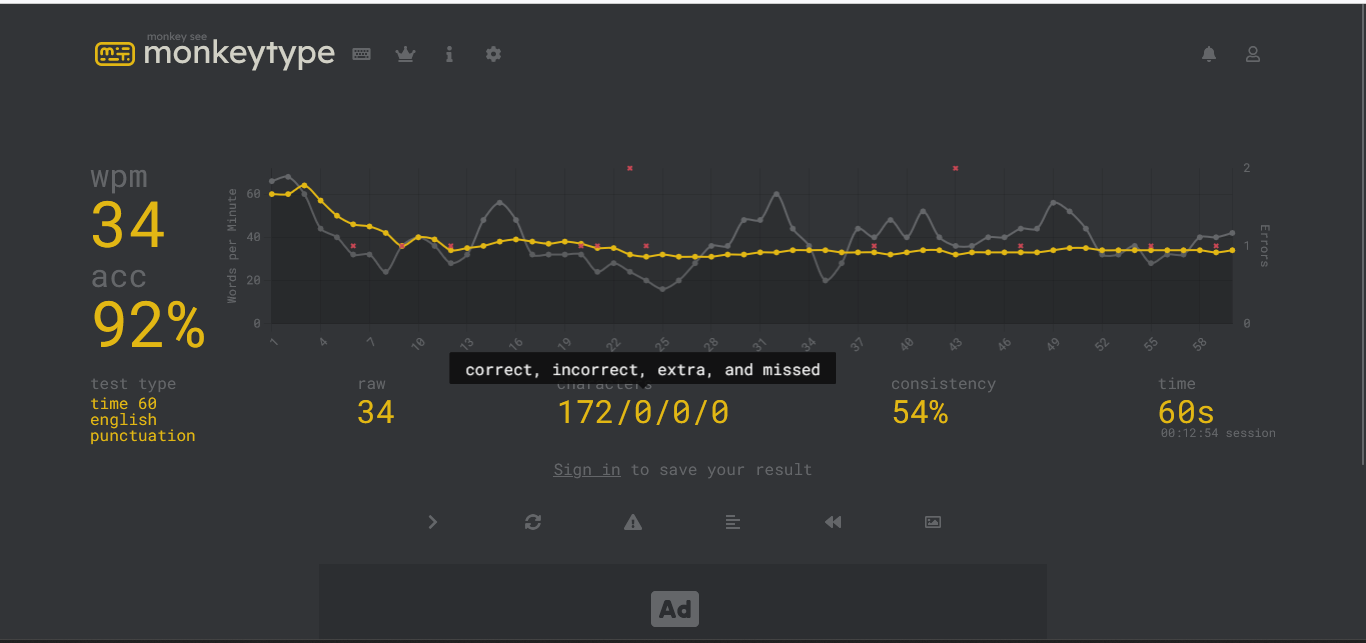 monkey see
monkeytype
wpm
34
acc
92%
Words per Minute
60
40
20
0
2
1
0
Errors
1 4 7 10 13 16 19 22 25 28 31 34 37 40 43 46 49 52 55 58
correct, incorrect, extra, and missed
test type
time 60
english
punctuation
raw
34
characters
172/0/0/0
consistency
54%
time
60s
00:12:54 session
Sign in to save your result
Ad